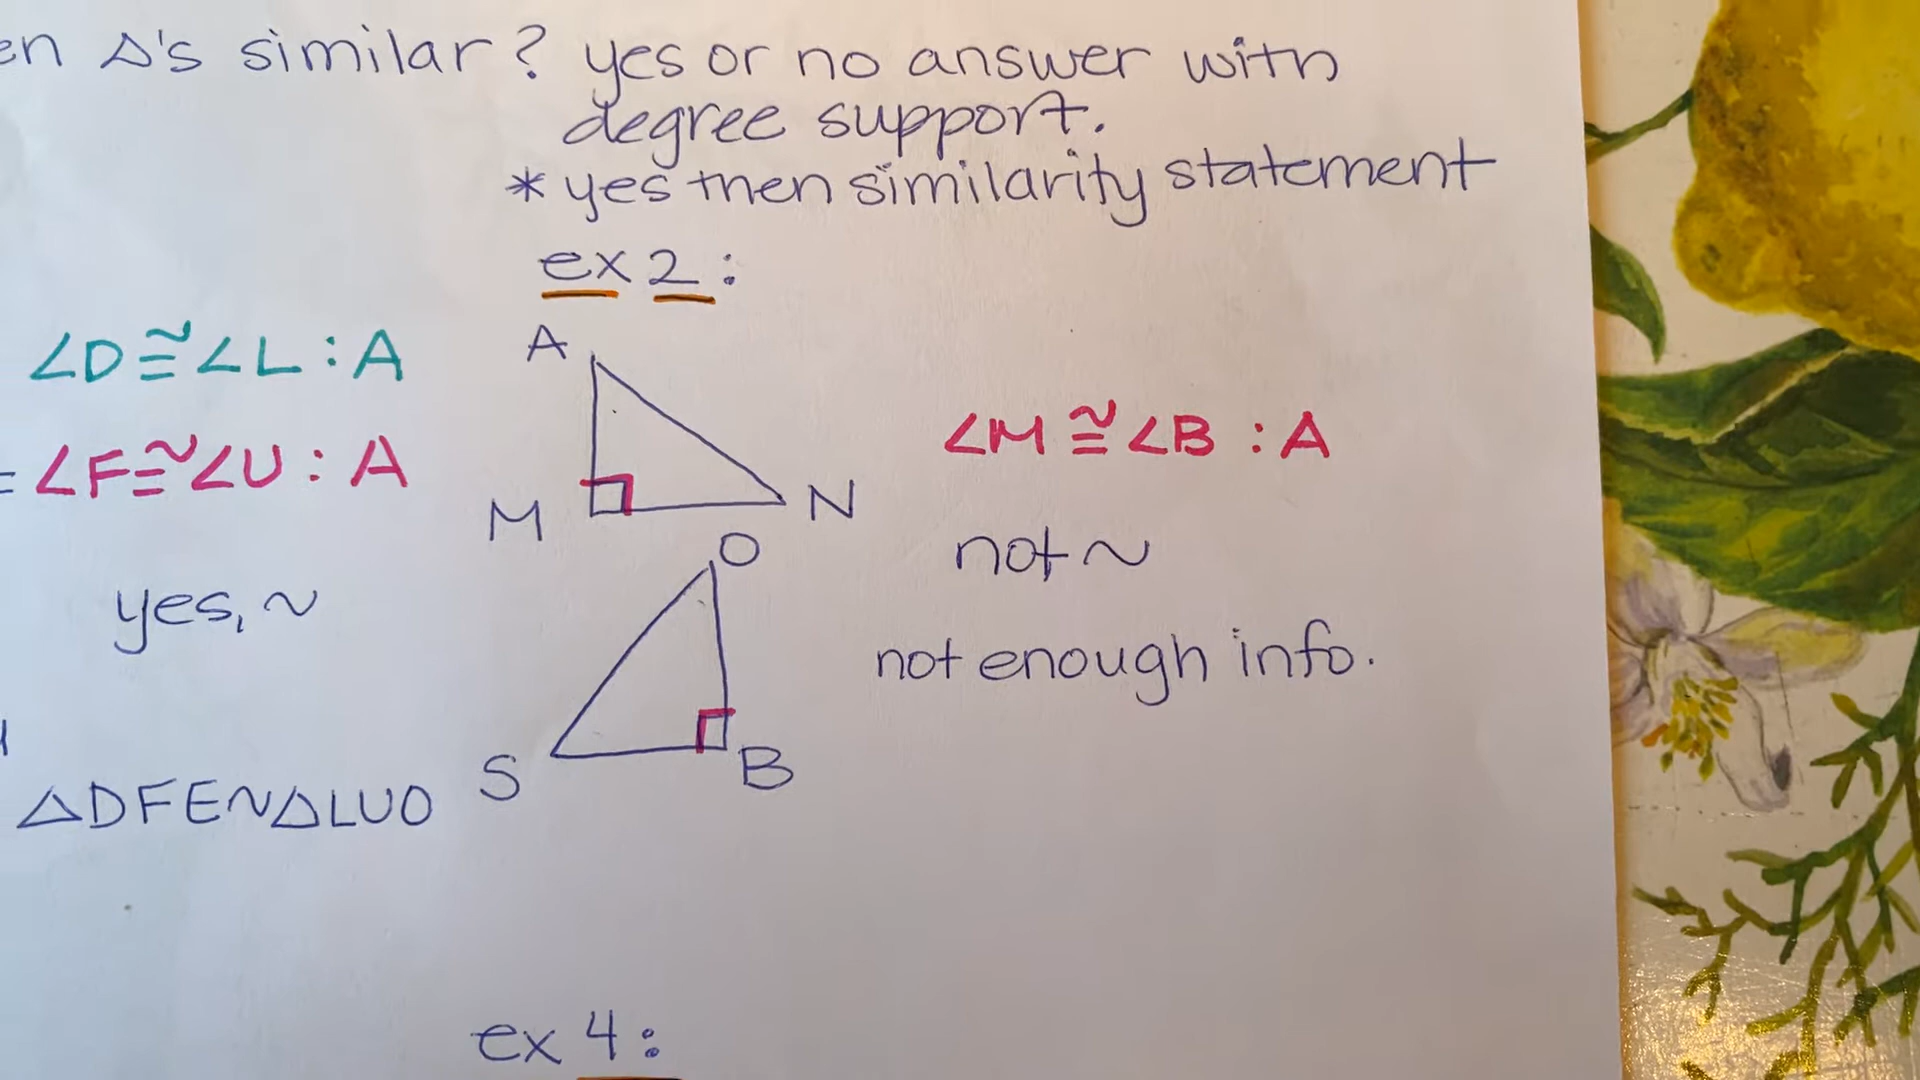 en △'s similar? yes or no answer with
degree support.
* yes then similarity statement
ex 2:
∠D≅∠L : A
= ∠F≅∠U : A
yes, ~
△DFE~△LUO
A
M
N
O
S
B
∠M ≅ ∠B : A
not ~
not enough info.
ex 4: